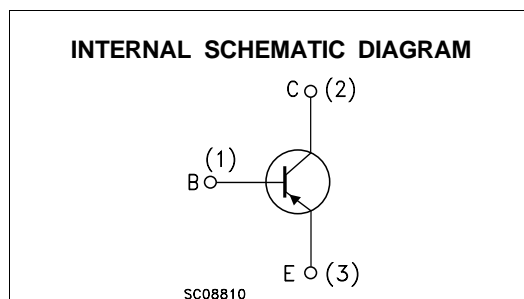 INTERNAL SCHEMATIC DIAGRAM
C (2)
(1)
B
E (3)
SC08810